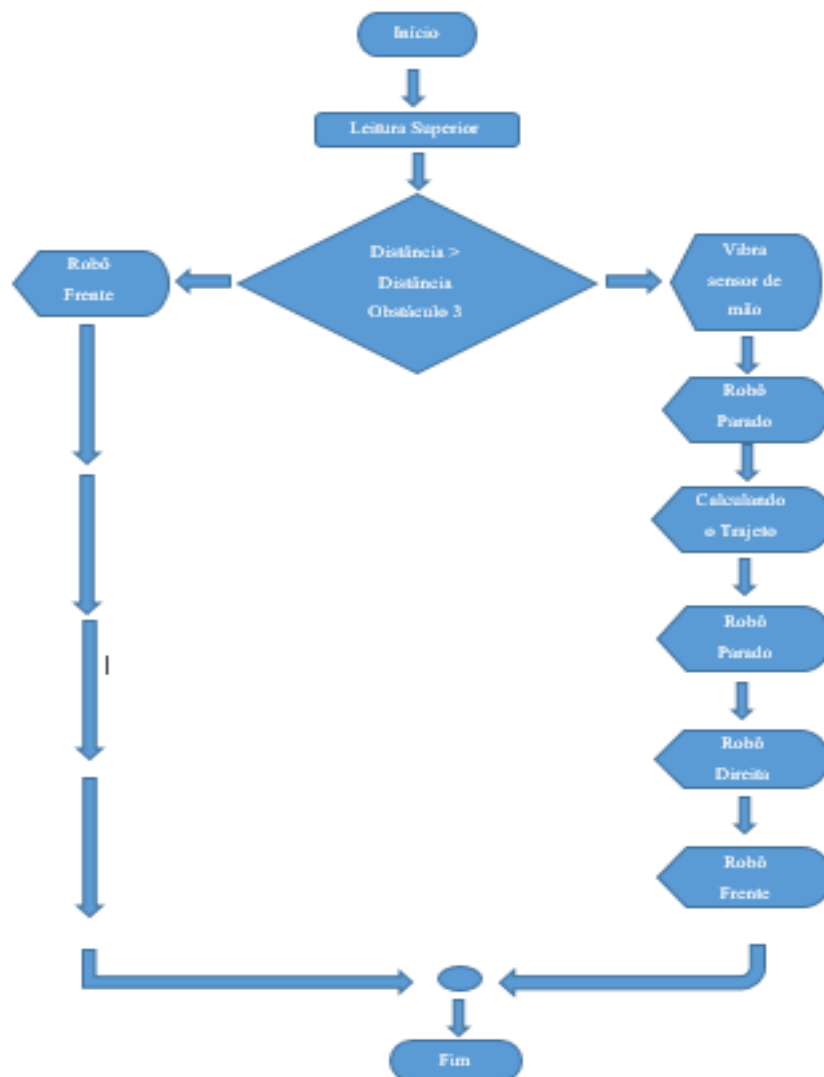 Início
Leitura Superior
Distância >
Distância
Obstáculo 3
Robô
Frente
Vibra
sensor de
mão
Robô
Parado
Calculando
o Trajeto
Robô
Parado
Robô
Direita
Robô
Frente
Fim